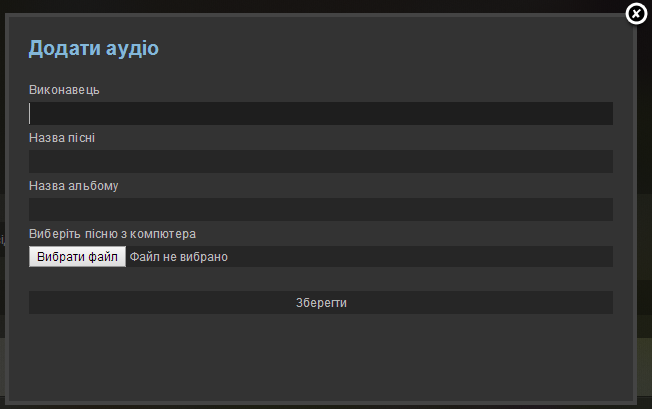 Додати аудіо
Виконавець
Назва пісні
Назва альбому
Виберіть пісню з компютера
Вибрати файл Файл не вибрано
Зберегти